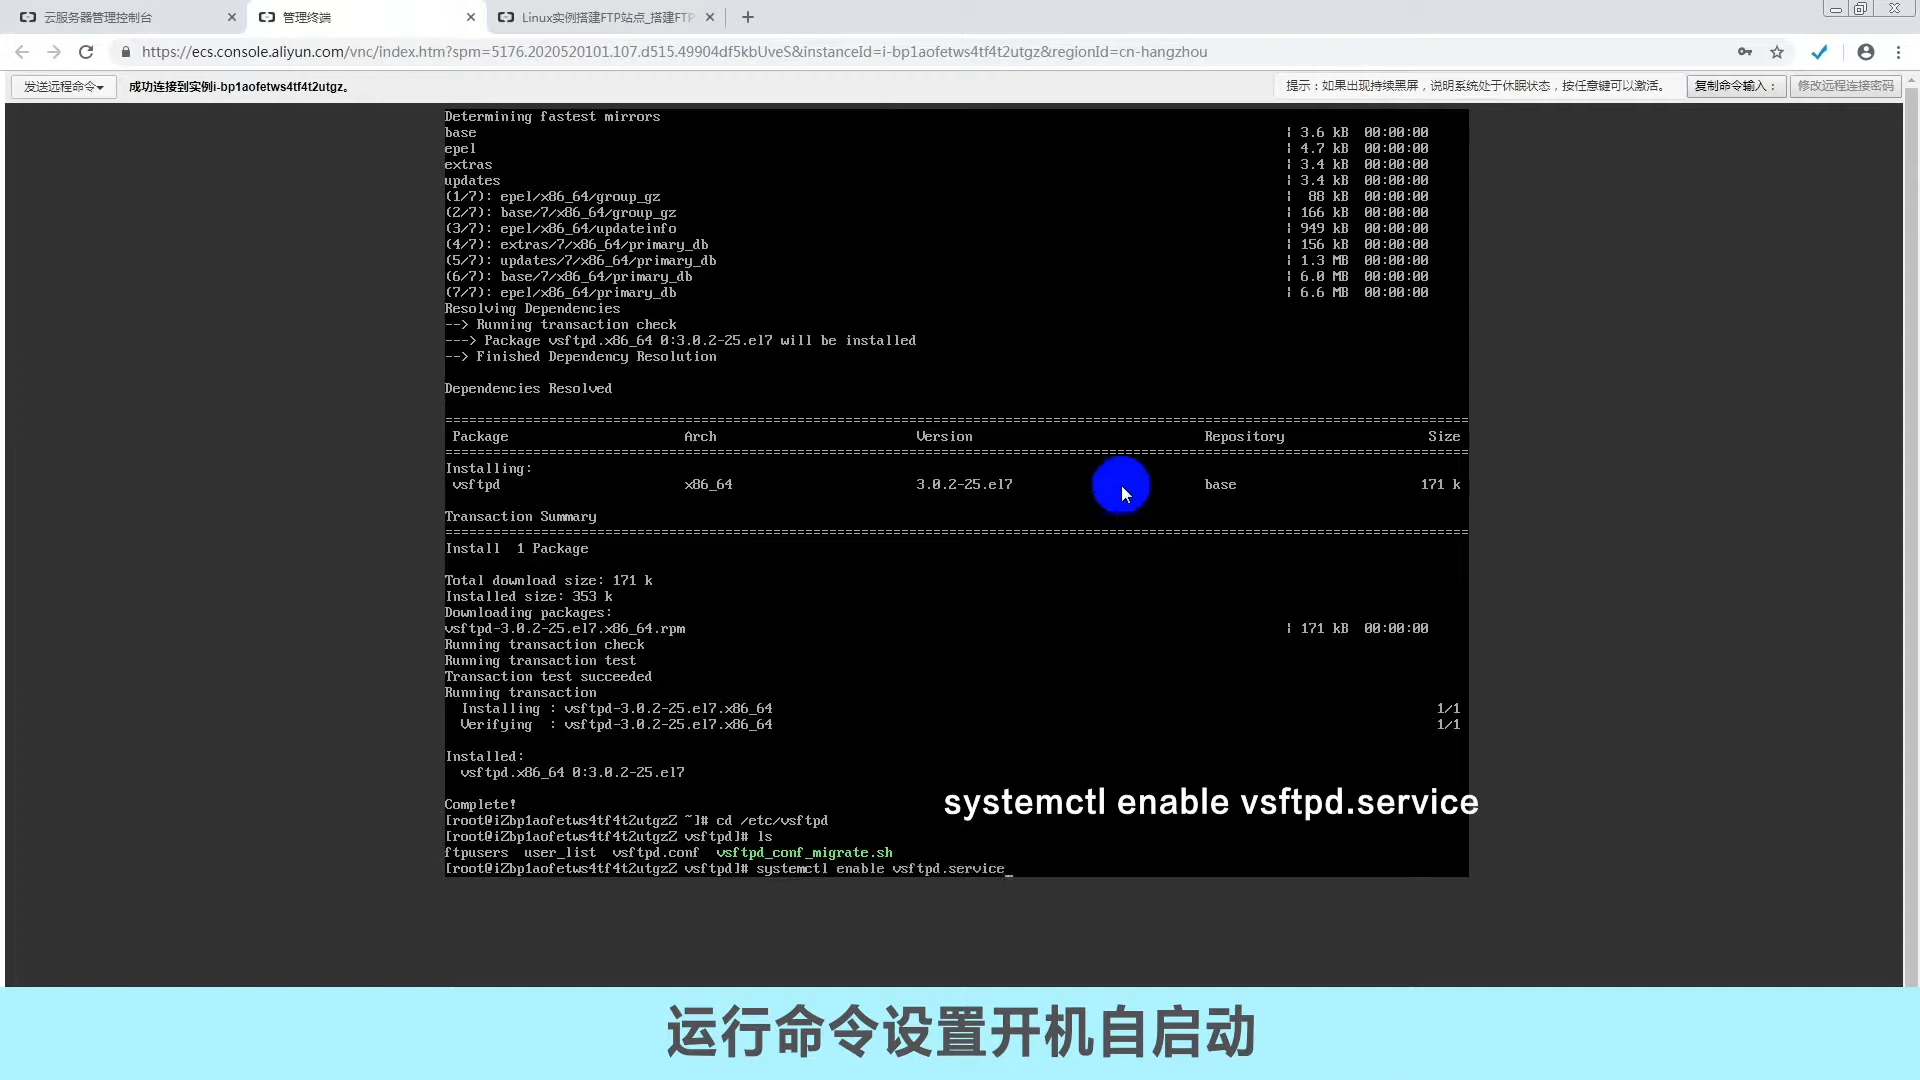 云服务器管理控制台
管理终端
Linux实例搭建FTP站点_搭建FTP
https://ecs.console.aliyun.com/vnc/index.htm?spm=5176.2020520101.107.d515.49904df5kbUveS&instanceId=i-bp1aofetws4tf4t2utgz&regionId=cn-hangzhou
发送远程命令
成功连接到实例i-bp1aofetws4tf4t2utgz。
提示：如果出现持续黑屏，说明系统处于休眠状态，按任意键可以激活。
复制命令输入：
修改远程连接密码
Determining fastest mirrors
base | 3.6 kB 00:00:00
epel | 4.7 kB 00:00:00
extras | 3.4 kB 00:00:00
updates | 3.4 kB 00:00:00
(1/7): epel/x86_64/group_gz | 88 kB 00:00:00
(2/7): base/7/x86_64/group_gz | 166 kB 00:00:00
(3/7): epel/x86_64/updateinfo | 949 kB 00:00:00
(4/7): extras/7/x86_64/primary_db | 156 kB 00:00:00
(5/7): updates/7/x86_64/primary_db | 1.3 MB 00:00:00
(6/7): base/7/x86_64/primary_db | 6.0 MB 00:00:00
(7/7): epel/x86_64/primary_db | 6.6 MB 00:00:00
Resolving Dependencies
--> Running transaction check
---> Package vsftpd.x86_64 0:3.0.2-25.el7 will be installed
--> Finished Dependency Resolution
Dependencies Resolved
Package Arch Version Repository Size
Installing:
vsftpd x86_64 3.0.2-25.el7 base 171 k
Transaction Summary
Install 1 Package
Total download size: 171 k
Installed size: 353 k
Downloading packages:
vsftpd-3.0.2-25.el7.x86_64.rpm | 171 kB 00:00:00
Running transaction check
Running transaction test
Transaction test succeeded
Running transaction
Installing : vsftpd-3.0.2-25.el7.x86_64 1/1
Verifying : vsftpd-3.0.2-25.el7.x86_64 1/1
Installed:
vsftpd.x86_64 0:3.0.2-25.el7
Complete!
systemctl enable vsftpd.service
[root@iZbp1aofetws4tf4t2utgzZ ~]# cd /etc/vsftpd
[root@iZbp1aofetws4tf4t2utgzZ vsftpd]# ls
ftpusers user_list vsftpd.conf vsftpd_conf_migrate.sh
[root@iZbp1aofetws4tf4t2utgzZ vsftpd]# systemctl enable vsftpd.service_
运行命令设置开机自启动